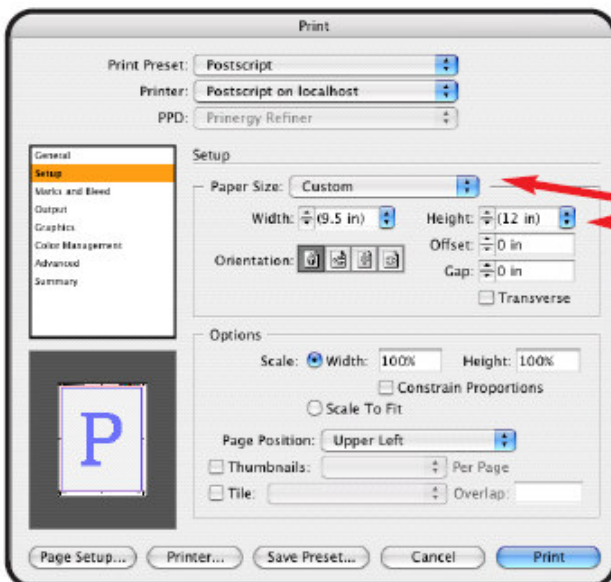 Print
Print Preset: Postscript
Printer: Postscript on localhost
PPD: Prinergy Refiner
General
Setup
Marks and Bleed
Output
Graphics
Color Management
Advanced
Summary
Setup
Paper Size: Custom
Width: (9.5 in) Height: (12 in)
Orientation: Offset: 0 in
Gap: 0 in
Transverse
Options
Scale: Width: 100% Height: 100%
Constrain Proportions
Scale To Fit
Page Position: Upper Left
Thumbnails: Per Page
Tile: Overlap:
P
Page Setup... Printer... Save Preset... Cancel Print